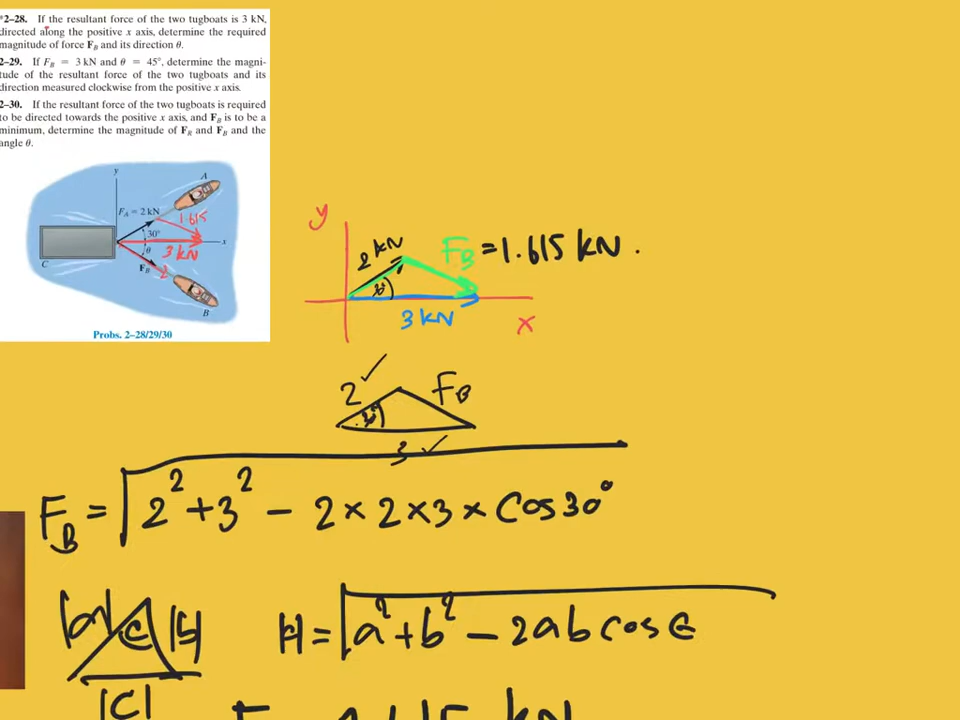 *2–28. If the resultant force of the two tugboats is 3 kN,
directed along the positive x axis, determine the required
magnitude of force F_B and its direction θ.
2–29. If F_B = 3 kN and θ = 45°, determine the magni-
tude of the resultant force of the two tugboats and its
direction measured clockwise from the positive x axis.
2–30. If the resultant force of the two tugboats is required
to be directed towards the positive x axis, and F_B is to be a
minimum, determine the magnitude of F_R and F_B and the
angle θ.
y
A
F_A = 2 kN
1.615
30°
x
θ
3 kN
C
F_B
2
B
Probs. 2–28/29/30
y
2 kN
F_B = 1.615 kN.
30°
3 kN
x
2 ✓
F_B
30°
3 ✓
F_B = √2² + 3² - 2 × 2 × 3 × Cos 30°
|a|
c
|b|
H = √a² + b² - 2ab cos θ
|c|